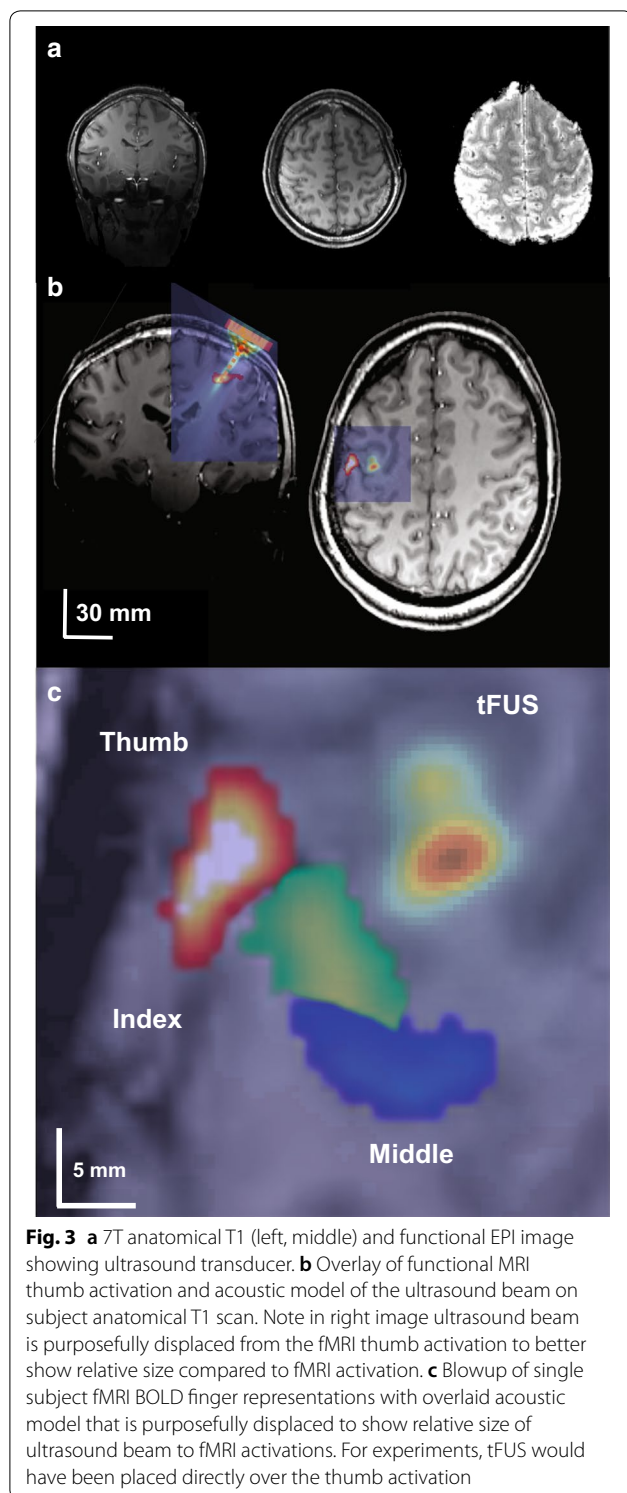 a
b
30 mm
c
tFUS
Thumb
Index
Middle
5 mm
Fig. 3 a 7T anatomical T1 (left, middle) and functional EPI image
showing ultrasound transducer. b Overlay of functional MRI
thumb activation and acoustic model of the ultrasound beam on
subject anatomical T1 scan. Note in right image ultrasound beam
is purposefully displaced from the fMRI thumb activation to better
show relative size compared to fMRI activation. c Blowup of single
subject fMRI BOLD finger representations with overlaid acoustic
model that is purposefully displaced to show relative size of
ultrasound beam to fMRI activations. For experiments, tFUS would
have been placed directly over the thumb activation